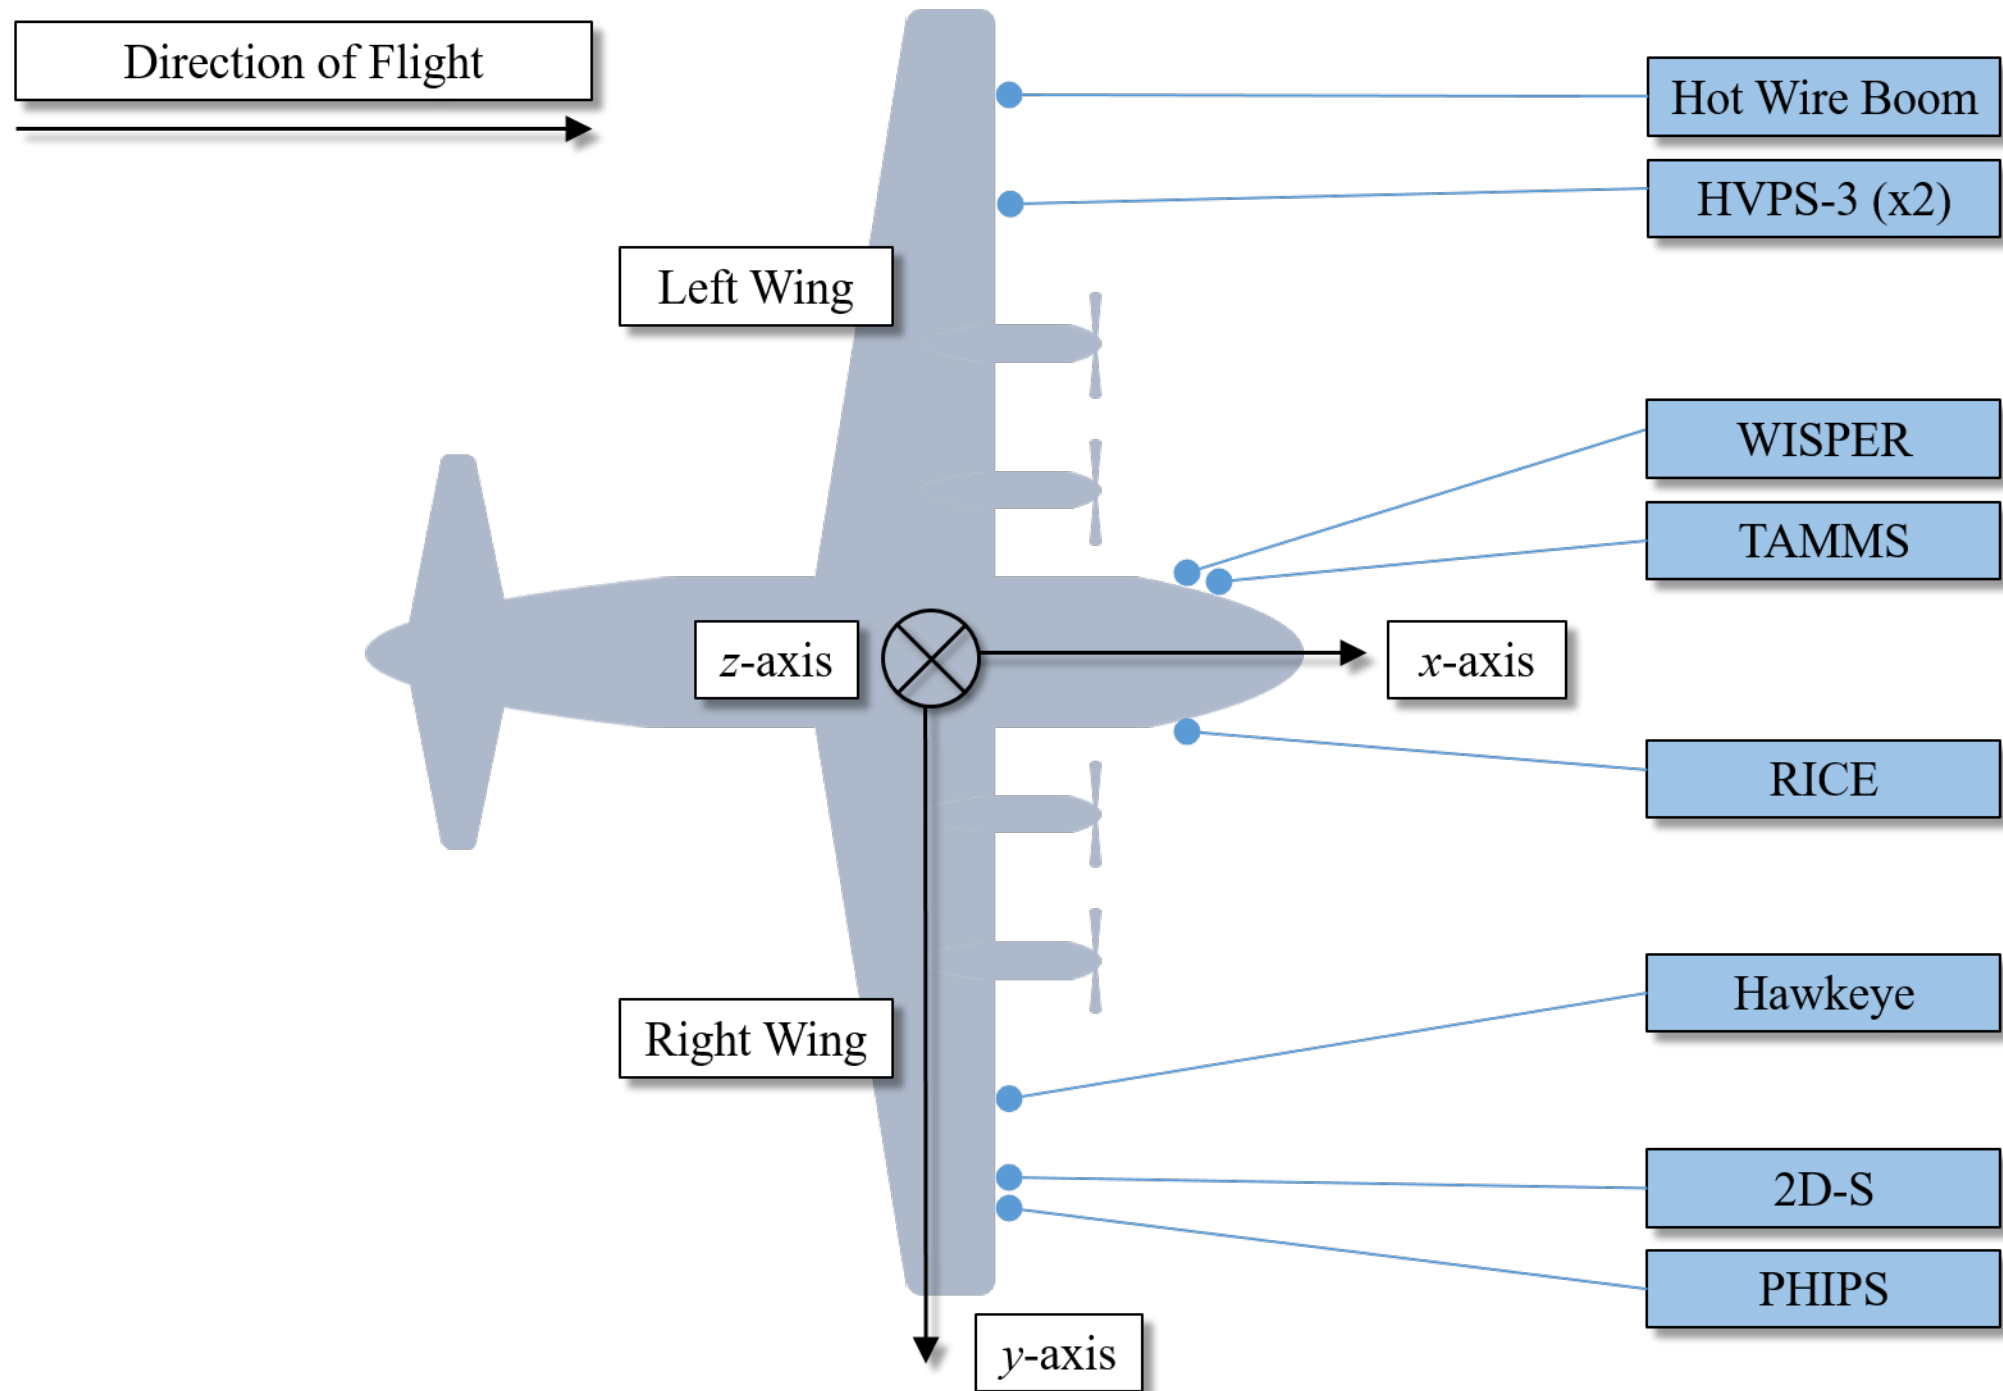 Direction of Flight
Hot Wire Boom
HVPS-3 (x2)
Left Wing
WISPER
TAMMS
z-axis
x-axis
RICE
Hawkeye
Right Wing
2D-S
PHIPS
y-axis